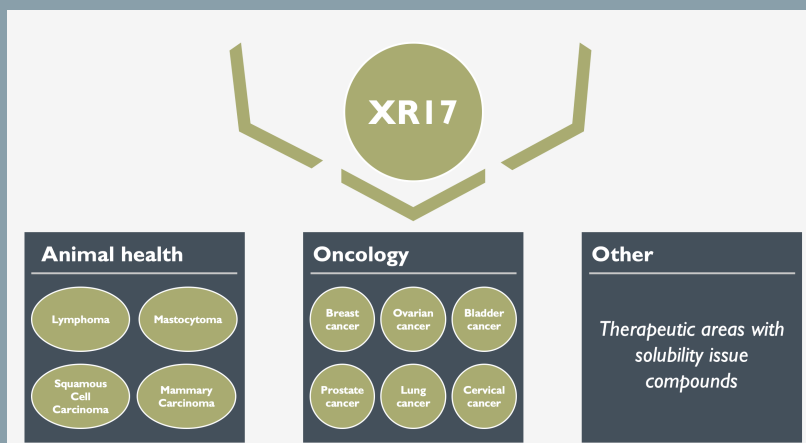 XR17
Animal health
Lymphoma
Mastocytoma
Squamous
Cell
Carcinoma
Mammary
Carcinoma
Oncology
Breast
cancer
Ovarian
cancer
Bladder
cancer
Prostate
cancer
Lung
cancer
Cervical
cancer
Other
Therapeutic areas with
solubility issue
compounds